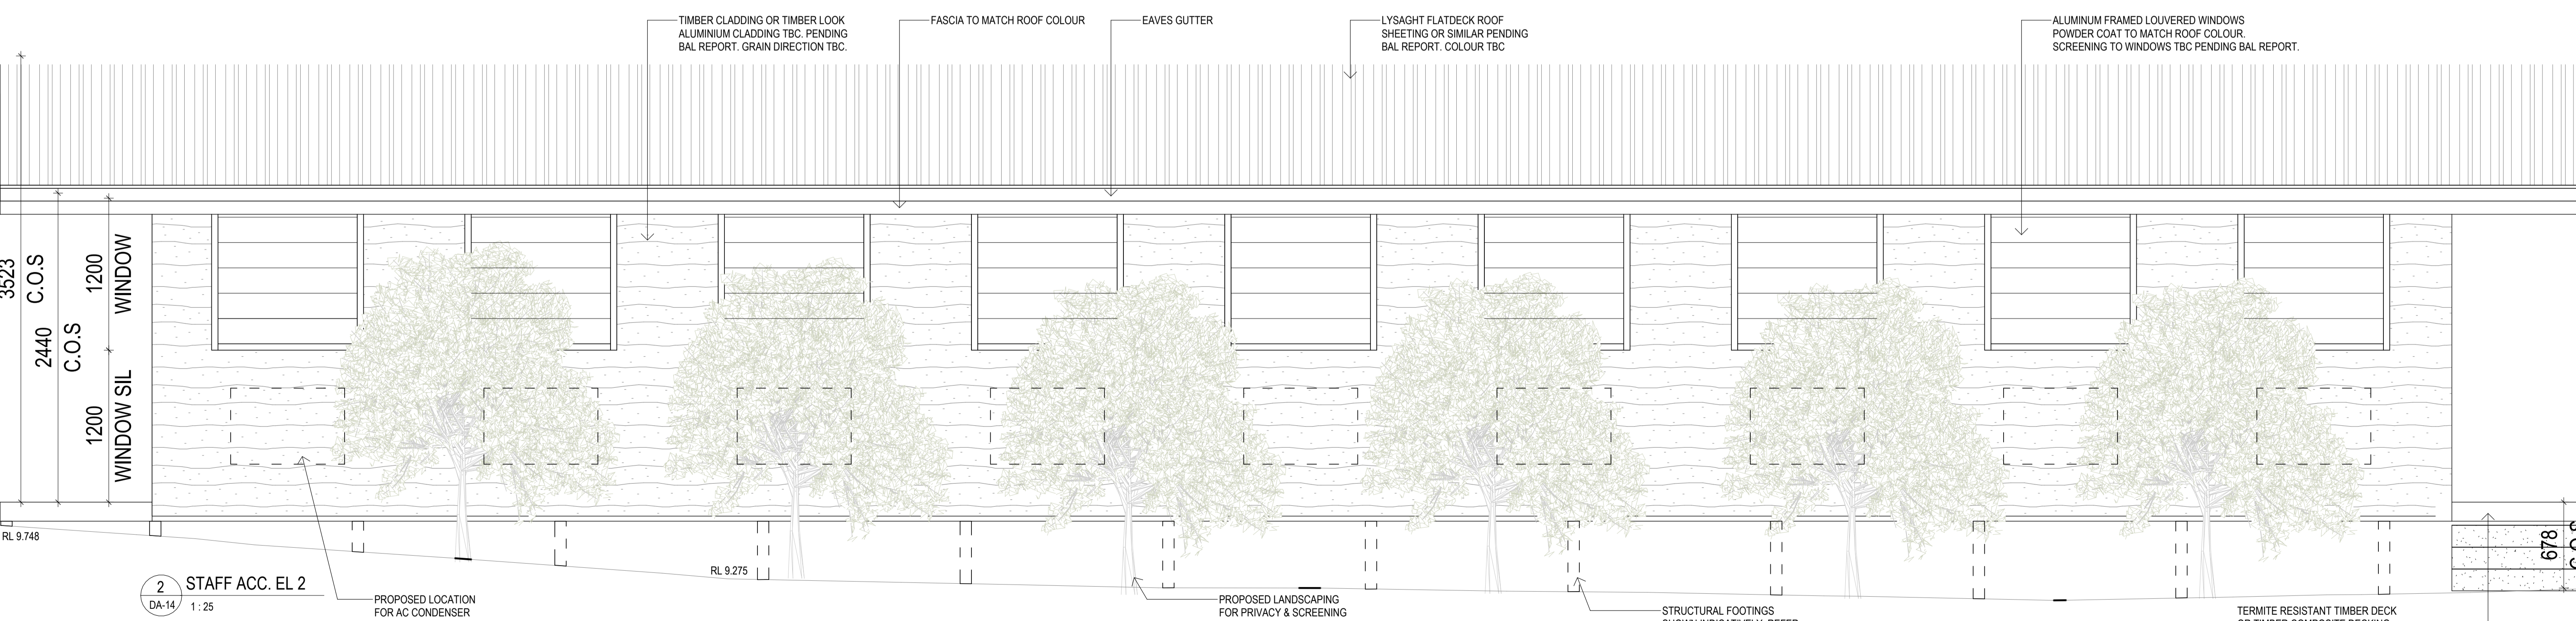 TIMBER CLADDING OR TIMBER LOOK
ALUMINIUM CLADDING TBC. PENDING
BAL REPORT. GRAIN DIRECTION TBC.
FASCIA TO MATCH ROOF COLOUR
EAVES GUTTER
LYSAGHT FLATDECK ROOF
SHEETING OR SIMILAR PENDING
BAL REPORT. COLOUR TBC
ALUMINUM FRAMED LOUVERED WINDOWS
POWDER COAT TO MATCH ROOF COLOUR.
SCREENING TO WINDOWS TBC PENDING BAL REPORT.
3523
C.O.S
2440
C.O.S
1200
WINDOW
1200
WINDOW SIL
RL 9.748
RL 9.275
678
2
DA-14
STAFF ACC. EL 2
1 : 25
PROPOSED LOCATION
FOR AC CONDENSER
PROPOSED LANDSCAPING
FOR PRIVACY & SCREENING
STRUCTURAL FOOTINGS
TERMITE RESISTANT TIMBER DECK